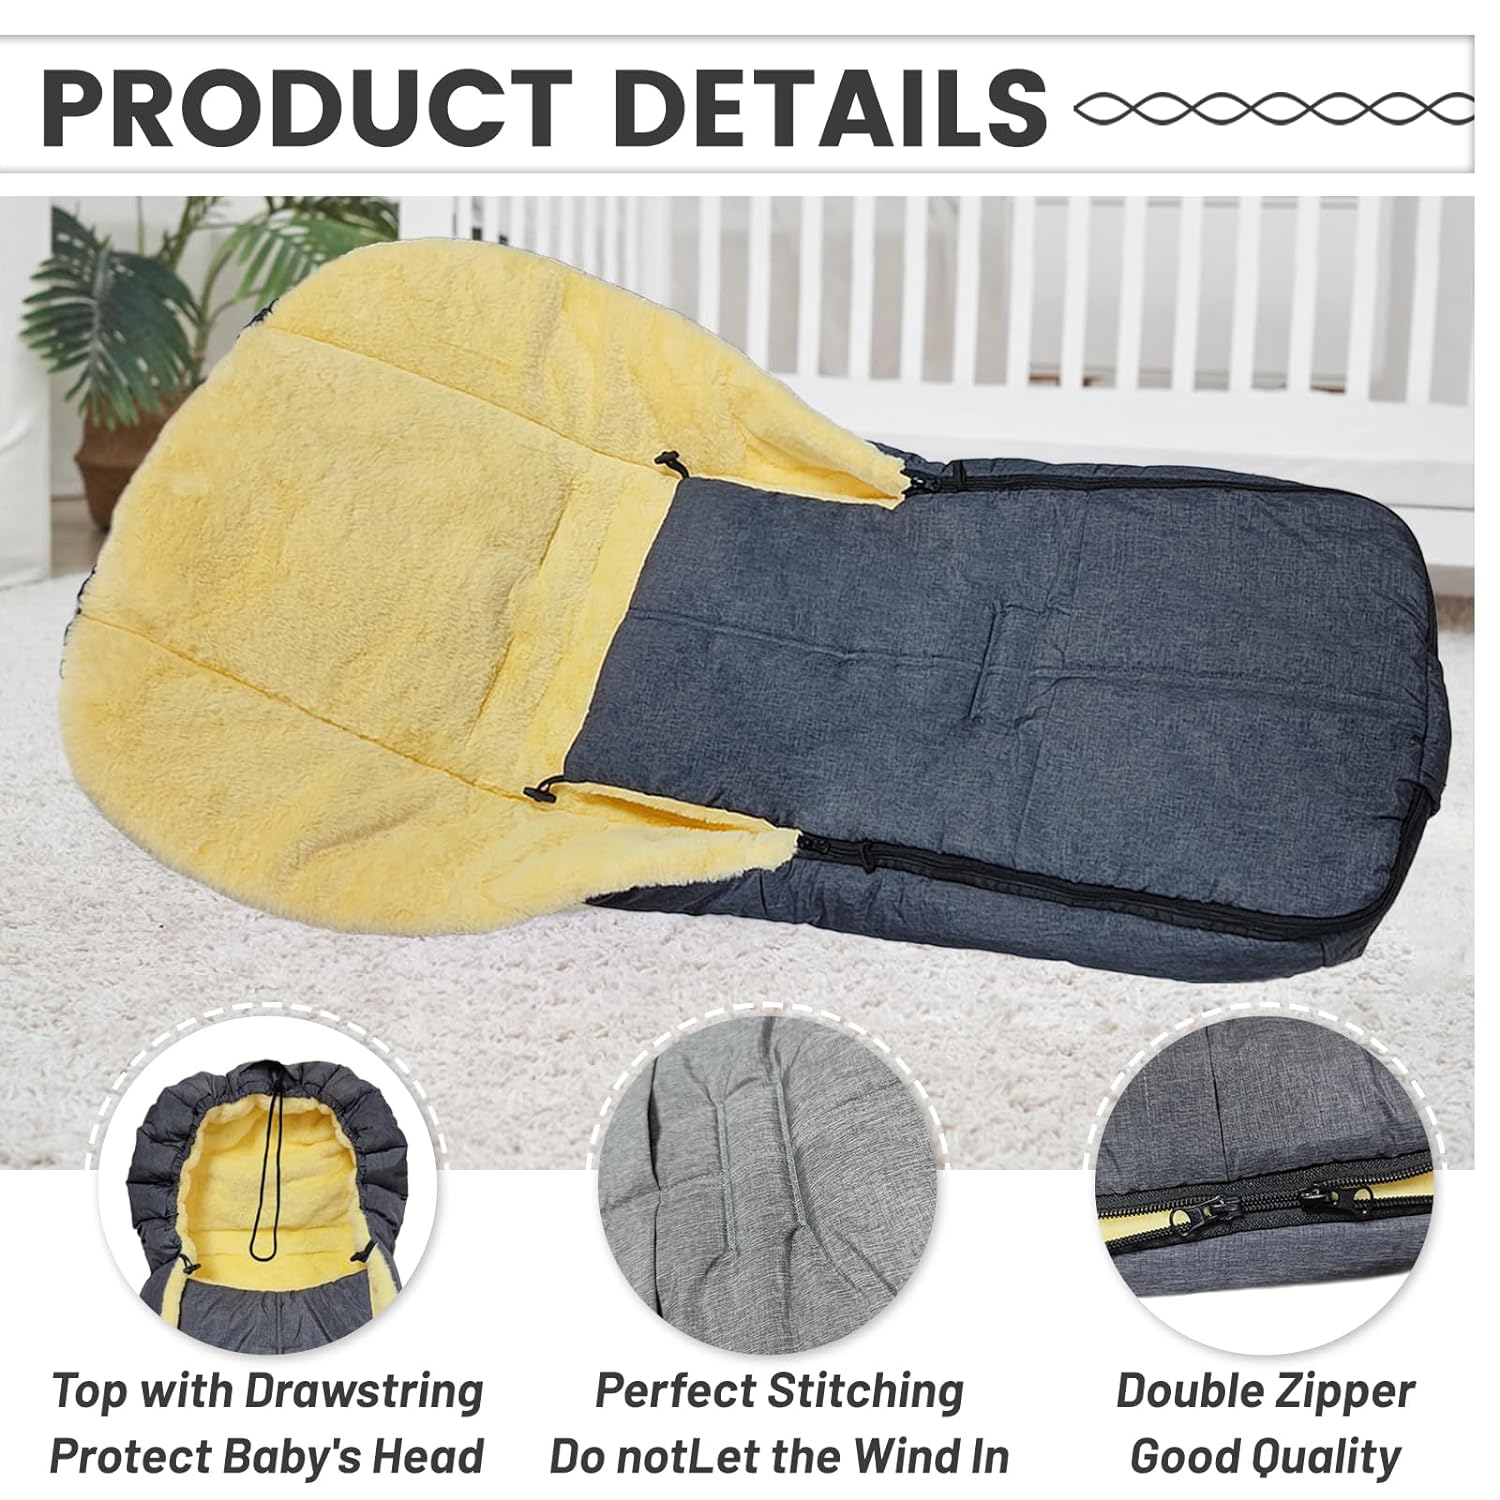 PRODUCT DETAILS
Top with Drawstring
Protect Baby's Head
Perfect Stitching
Do notLet the Wind In
Double Zipper
Good Quality